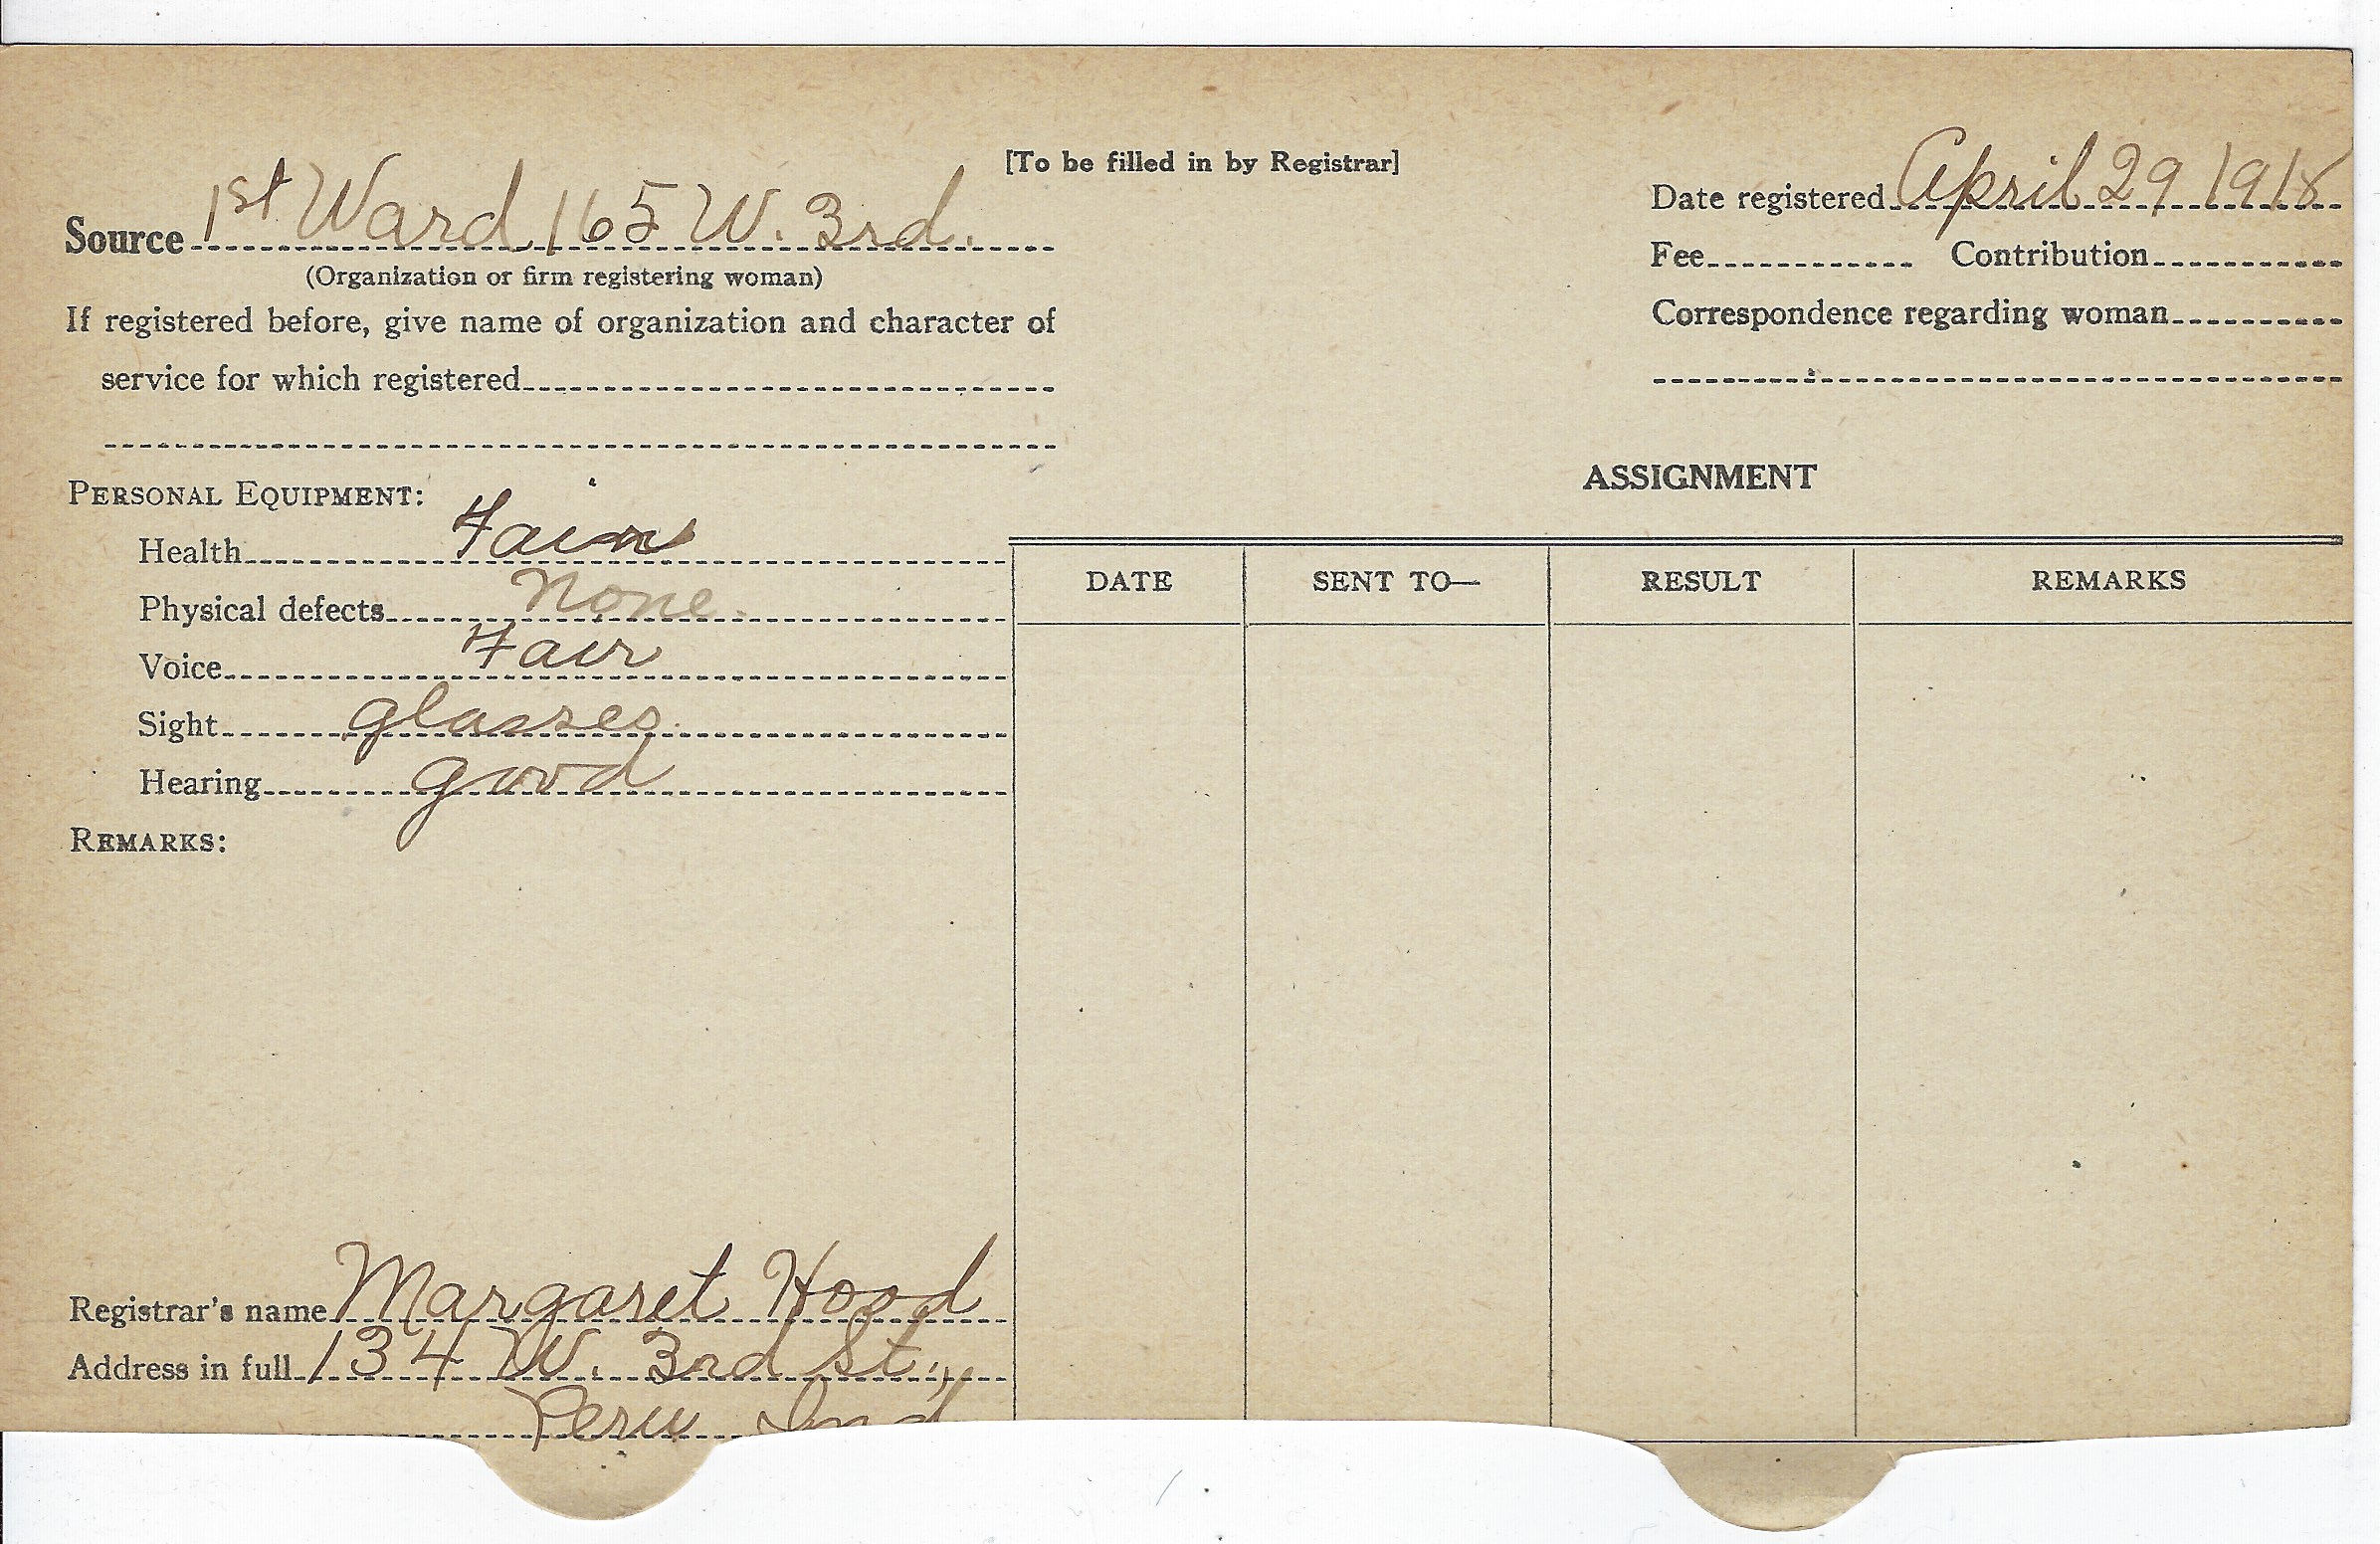 [To be filled in by Registrar]
Source 1st Ward 165 W. 3rd.
(Organization or firm registering woman)
If registered before, give name of organization and character of
service for which registered
Date registered April 29 1918
Fee Contribution
Correspondence regarding woman
PERSONAL EQUIPMENT:
Health Fair
Physical defects none.
Voice Fair
Sight glasses.
Hearing good
REMARKS:
Registrar's name Margaret Hood
Address in full 134 W. 3rd St.,
Peru Ind
ASSIGNMENT
DATE SENT TO— RESULT REMARKS